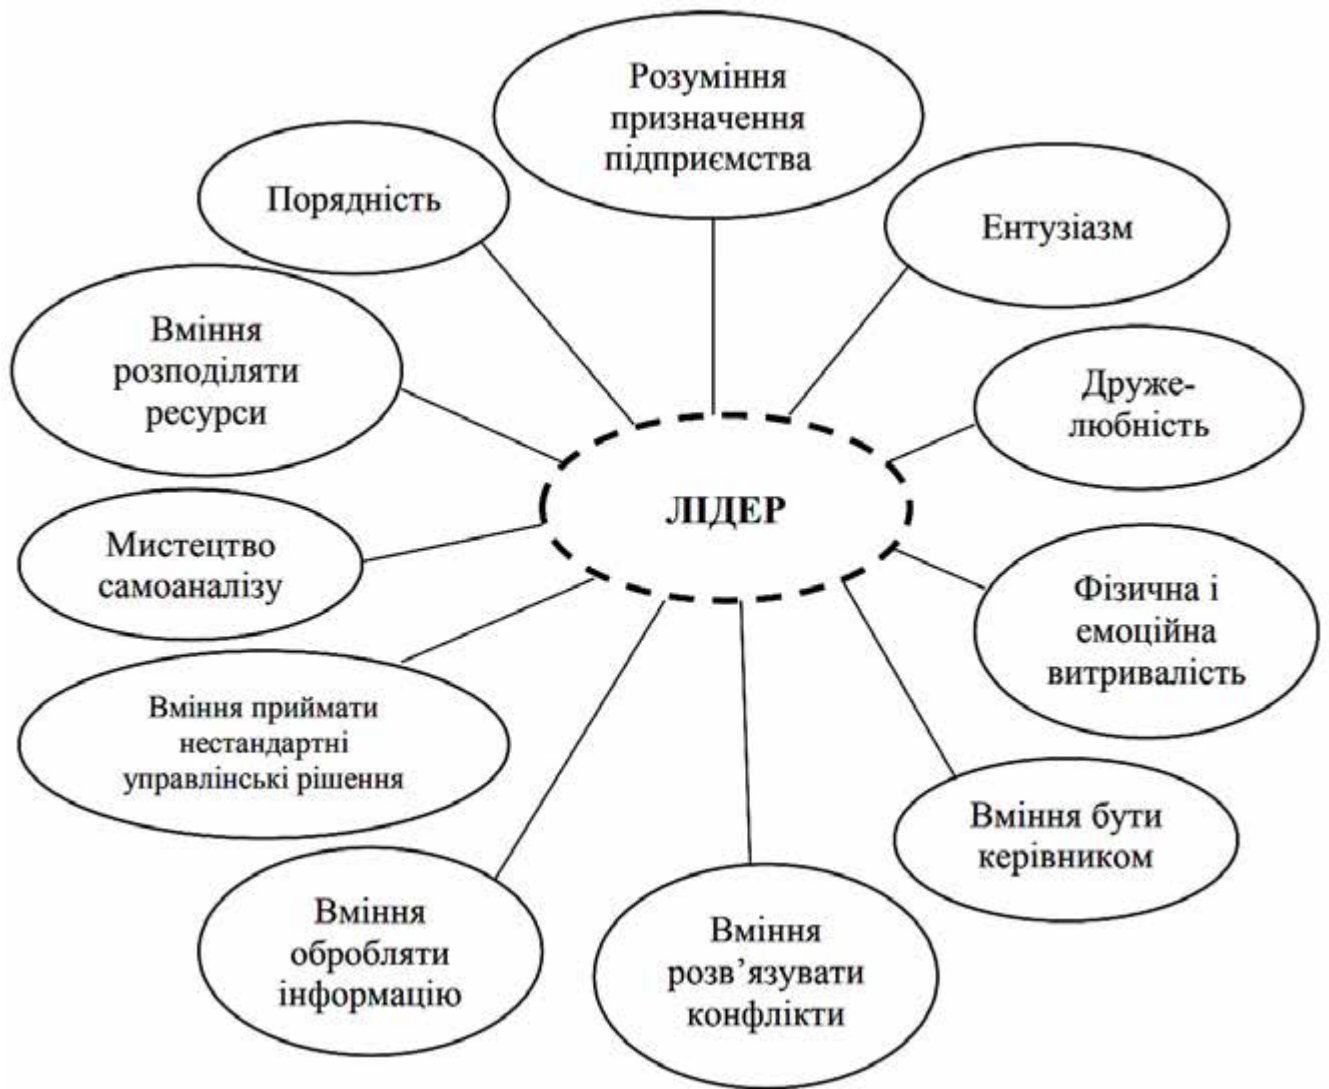 Розуміння
призначення
підприємства
Порядність
Ентузіазм
Вміння
розподіляти
ресурси
Друже-
любність
ЛІДЕР
Мистецтво
самоаналізу
Фізична і
емоційна
витривалість
Вміння приймати
нестандартні
управлінські рішення
Вміння бути
керівником
Вміння
обробляти
інформацію
Вміння
розв’язувати
конфлікти